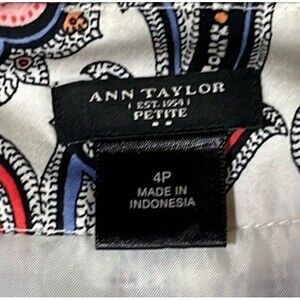 ANN TAYLOR
EST. 1954
PETITE
4P
MADE IN
INDONESIA